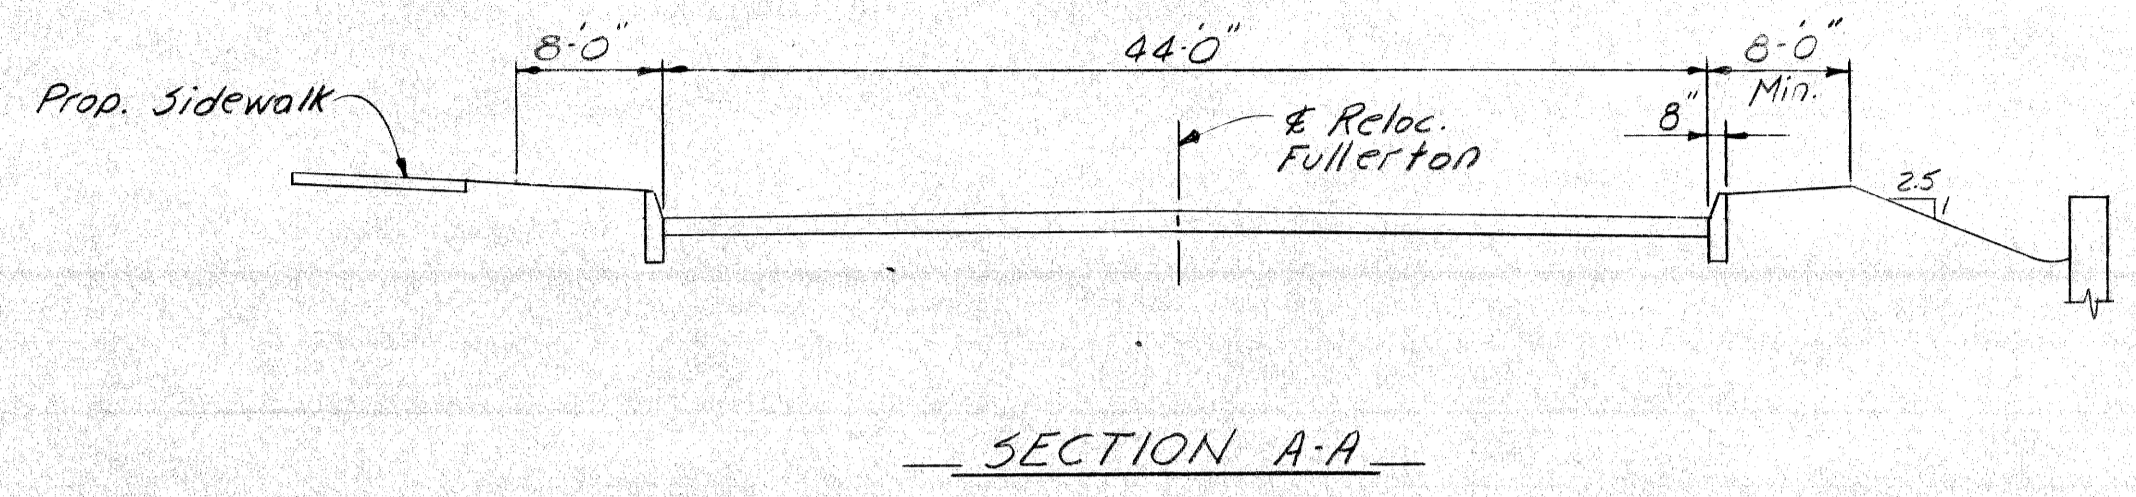 8'-0"
44'-0"
8'-0"
Min.
Prop. Sidewalk
8"
℄ Reloc.
Fullerton
2.5
1
SECTION A-A